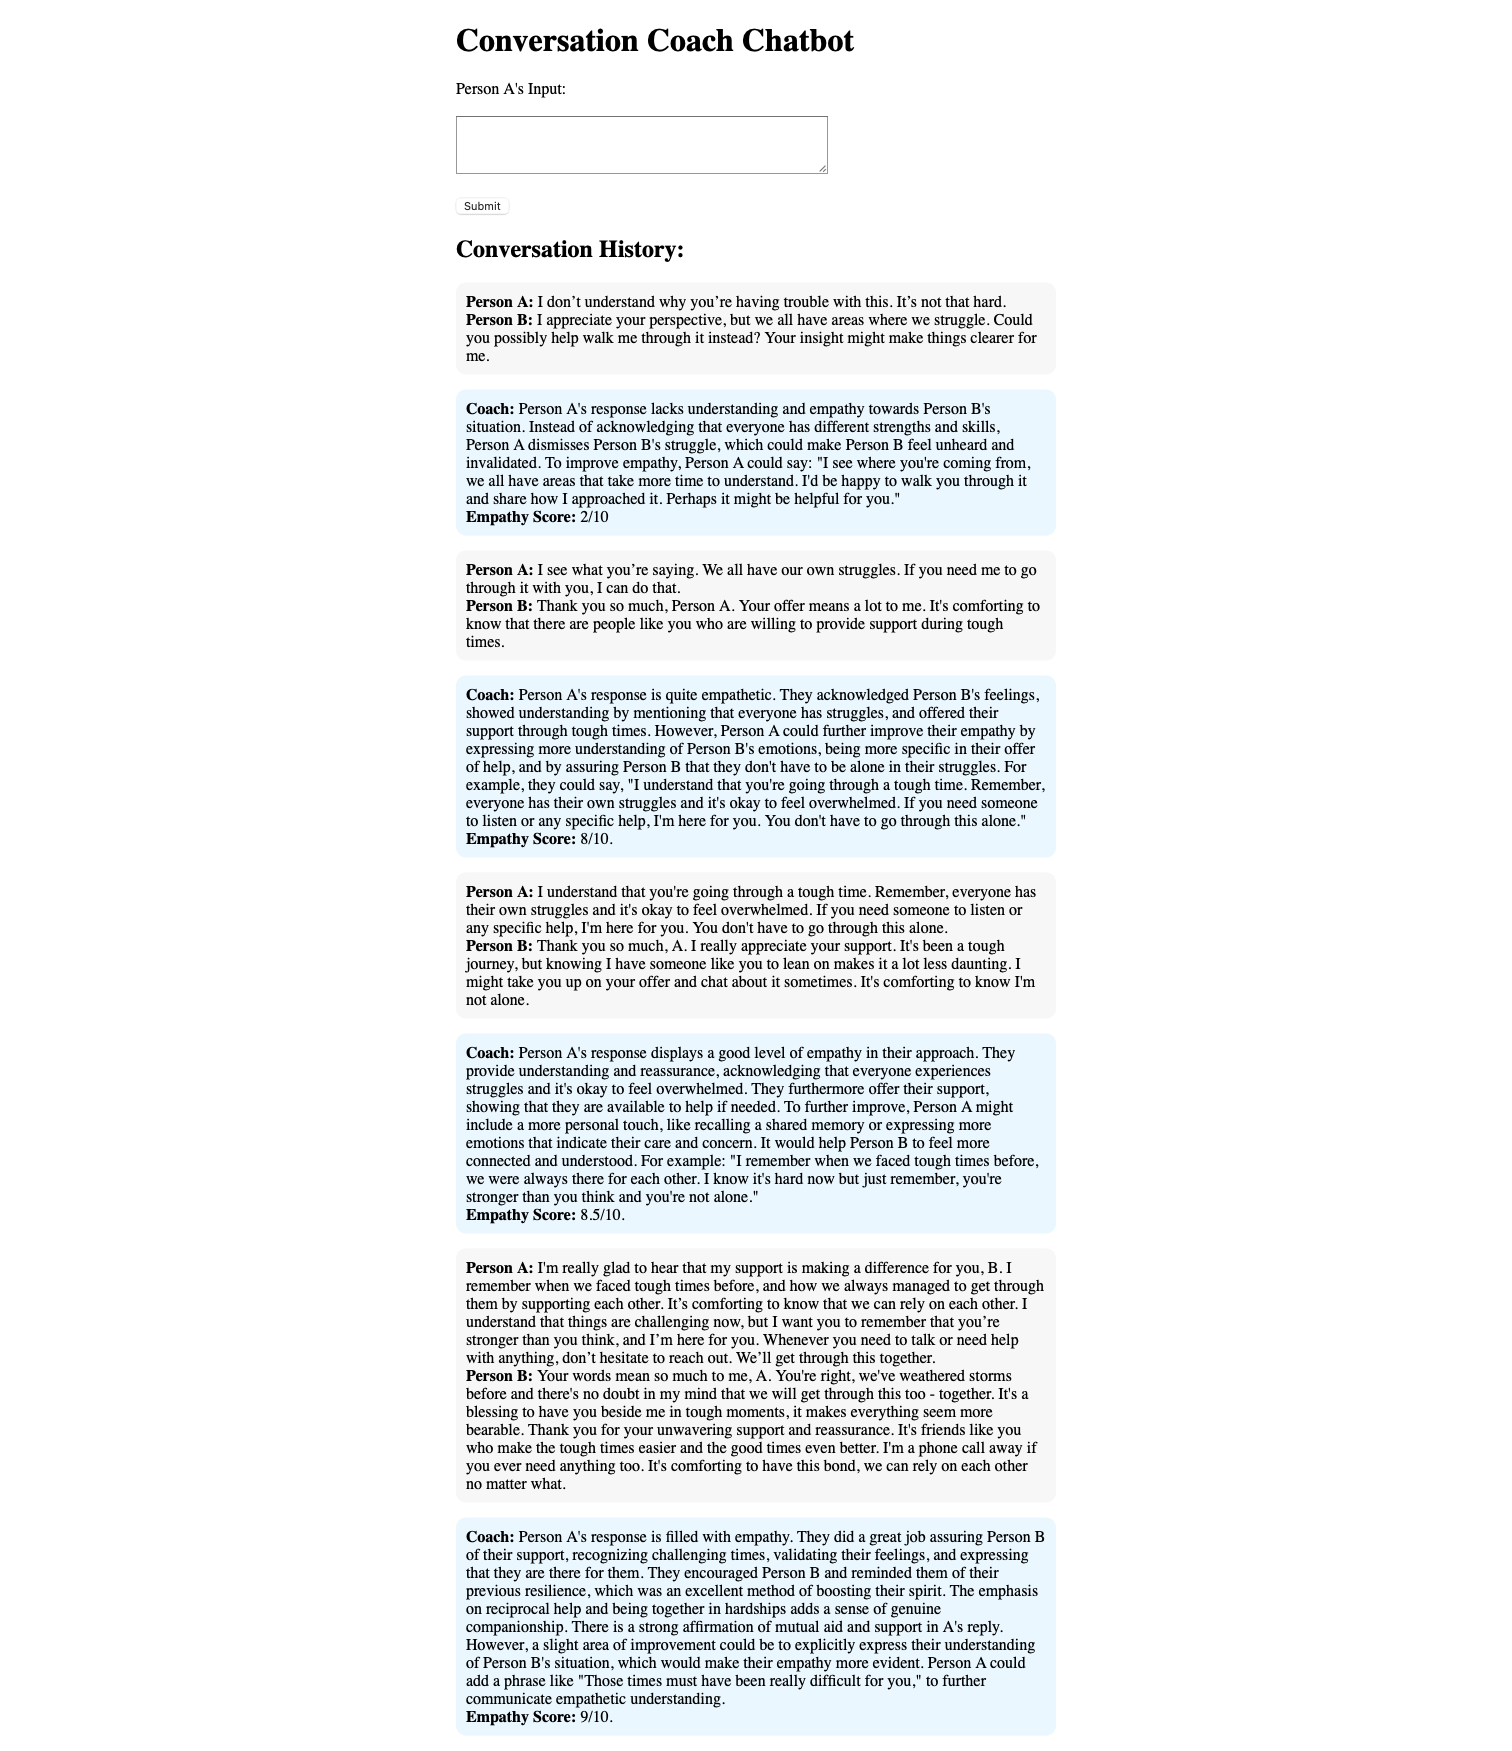 Conversation Coach Chatbot
Person A's Input:
Submit
Conversation History:
Person A: I don’t understand why you’re having trouble with this. It’s not that hard.
Person B: I appreciate your perspective, but we all have areas where we struggle. Could
you possibly help walk me through it instead? Your insight might make things clearer for
me.
Coach: Person A's response lacks understanding and empathy towards Person B's
situation. Instead of acknowledging that everyone has different strengths and skills,
Person A dismisses Person B's struggle, which could make Person B feel unheard and
invalidated. To improve empathy, Person A could say: "I see where you're coming from,
we all have areas that take more time to understand. I'd be happy to walk you through it
and share how I approached it. Perhaps it might be helpful for you."
Empathy Score: 2/10
Person A: I see what you’re saying. We all have our own struggles. If you need me to go
through it with you, I can do that.
Person B: Thank you so much, Person A. Your offer means a lot to me. It's comforting to
know that there are people like you who are willing to provide support during tough
times.
Coach: Person A's response is quite empathetic. They acknowledged Person B's feelings,
showed understanding by mentioning that everyone has struggles, and offered their
support through tough times. However, Person A could further improve their empathy by
expressing more understanding of Person B's emotions, being more specific in their offer
of help, and by assuring Person B that they don't have to be alone in their struggles. For
example, they could say, "I understand that you're going through a tough time. Remember,
everyone has their own struggles and it's okay to feel overwhelmed. If you need someone
to listen or any specific help, I'm here for you. You don't have to go through this alone."
Empathy Score: 8/10.
Person A: I understand that you're going through a tough time. Remember, everyone has
their own struggles and it's okay to feel overwhelmed. If you need someone to listen or
any specific help, I'm here for you. You don't have to go through this alone.
Person B: Thank you so much, A. I really appreciate your support. It's been a tough
journey, but knowing I have someone like you to lean on makes it a lot less daunting. I
might take you up on your offer and chat about it sometimes. It's comforting to know I'm
not alone.
Coach: Person A's response displays a good level of empathy in their approach. They
provide understanding and reassurance, acknowledging that everyone experiences
struggles and it's okay to feel overwhelmed. They furthermore offer their support,
showing that they are available to help if needed. To further improve, Person A might
include a more personal touch, like recalling a shared memory or expressing more
emotions that indicate their care and concern. It would help Person B to feel more
connected and understood. For example: "I remember when we faced tough times before,
we were always there for each other. I know it's hard now but just remember, you're
stronger than you think and you're not alone."
Empathy Score: 8.5/10.
Person A: I'm really glad to hear that my support is making a difference for you, B. I
remember when we faced tough times before, and how we always managed to get through
them by supporting each other. It’s comforting to know that we can rely on each other. I
understand that things are challenging now, but I want you to remember that you’re
stronger than you think, and I’m here for you. Whenever you need to talk or need help
with anything, don’t hesitate to reach out. We’ll get through this together.
Person B: Your words mean so much to me, A. You're right, we've weathered storms
before and there's no doubt in my mind that we will get through this too - together. It's a
blessing to have you beside me in tough moments, it makes everything seem more
bearable. Thank you for your unwavering support and reassurance. It's friends like you
who make the tough times easier and the good times even better. I'm a phone call away if
you ever need anything too. It's comforting to have this bond, we can rely on each other
no matter what.
Coach: Person A's response is filled with empathy. They did a great job assuring Person B
of their support, recognizing challenging times, validating their feelings, and expressing
that they are there for them. They encouraged Person B and reminded them of their
previous resilience, which was an excellent method of boosting their spirit. The emphasis
on reciprocal help and being together in hardships adds a sense of genuine
companionship. There is a strong affirmation of mutual aid and support in A's reply.
However, a slight area of improvement could be to explicitly express their understanding
of Person B's situation, which would make their empathy more evident. Person A could
add a phrase like "Those times must have been really difficult for you," to further
communicate empathetic understanding.
Empathy Score: 9/10.